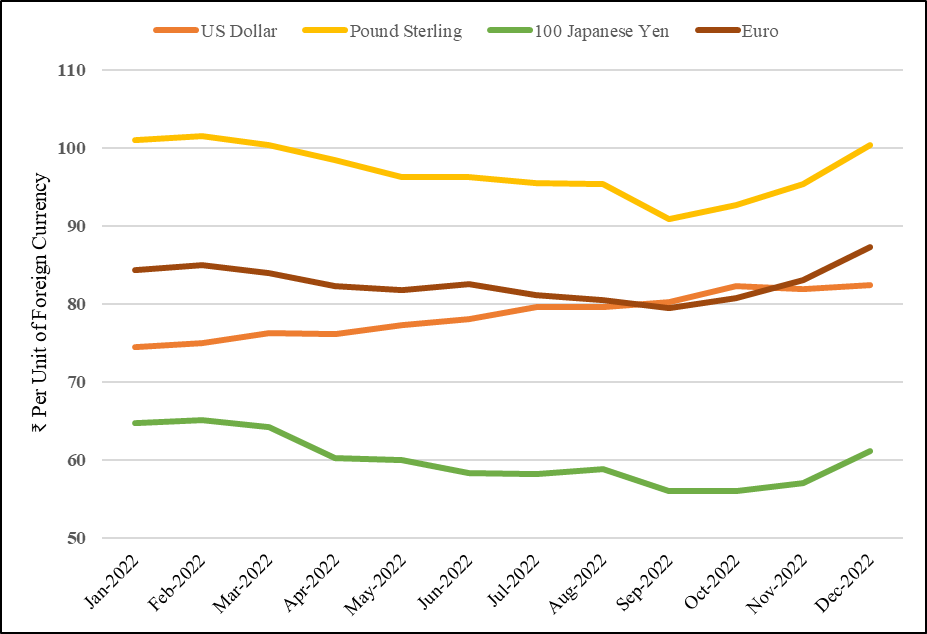 US Dollar Pound Sterling 100 Japanese Yen Euro
110
100
90
80
70
60
50
₹ Per Unit of Foreign Currency
Jan-2022
Feb-2022
Mar-2022
Apr-2022
May-2022
Jun-2022
Jul-2022
Aug-2022
Sep-2022
Oct-2022
Nov-2022
Dec-2022